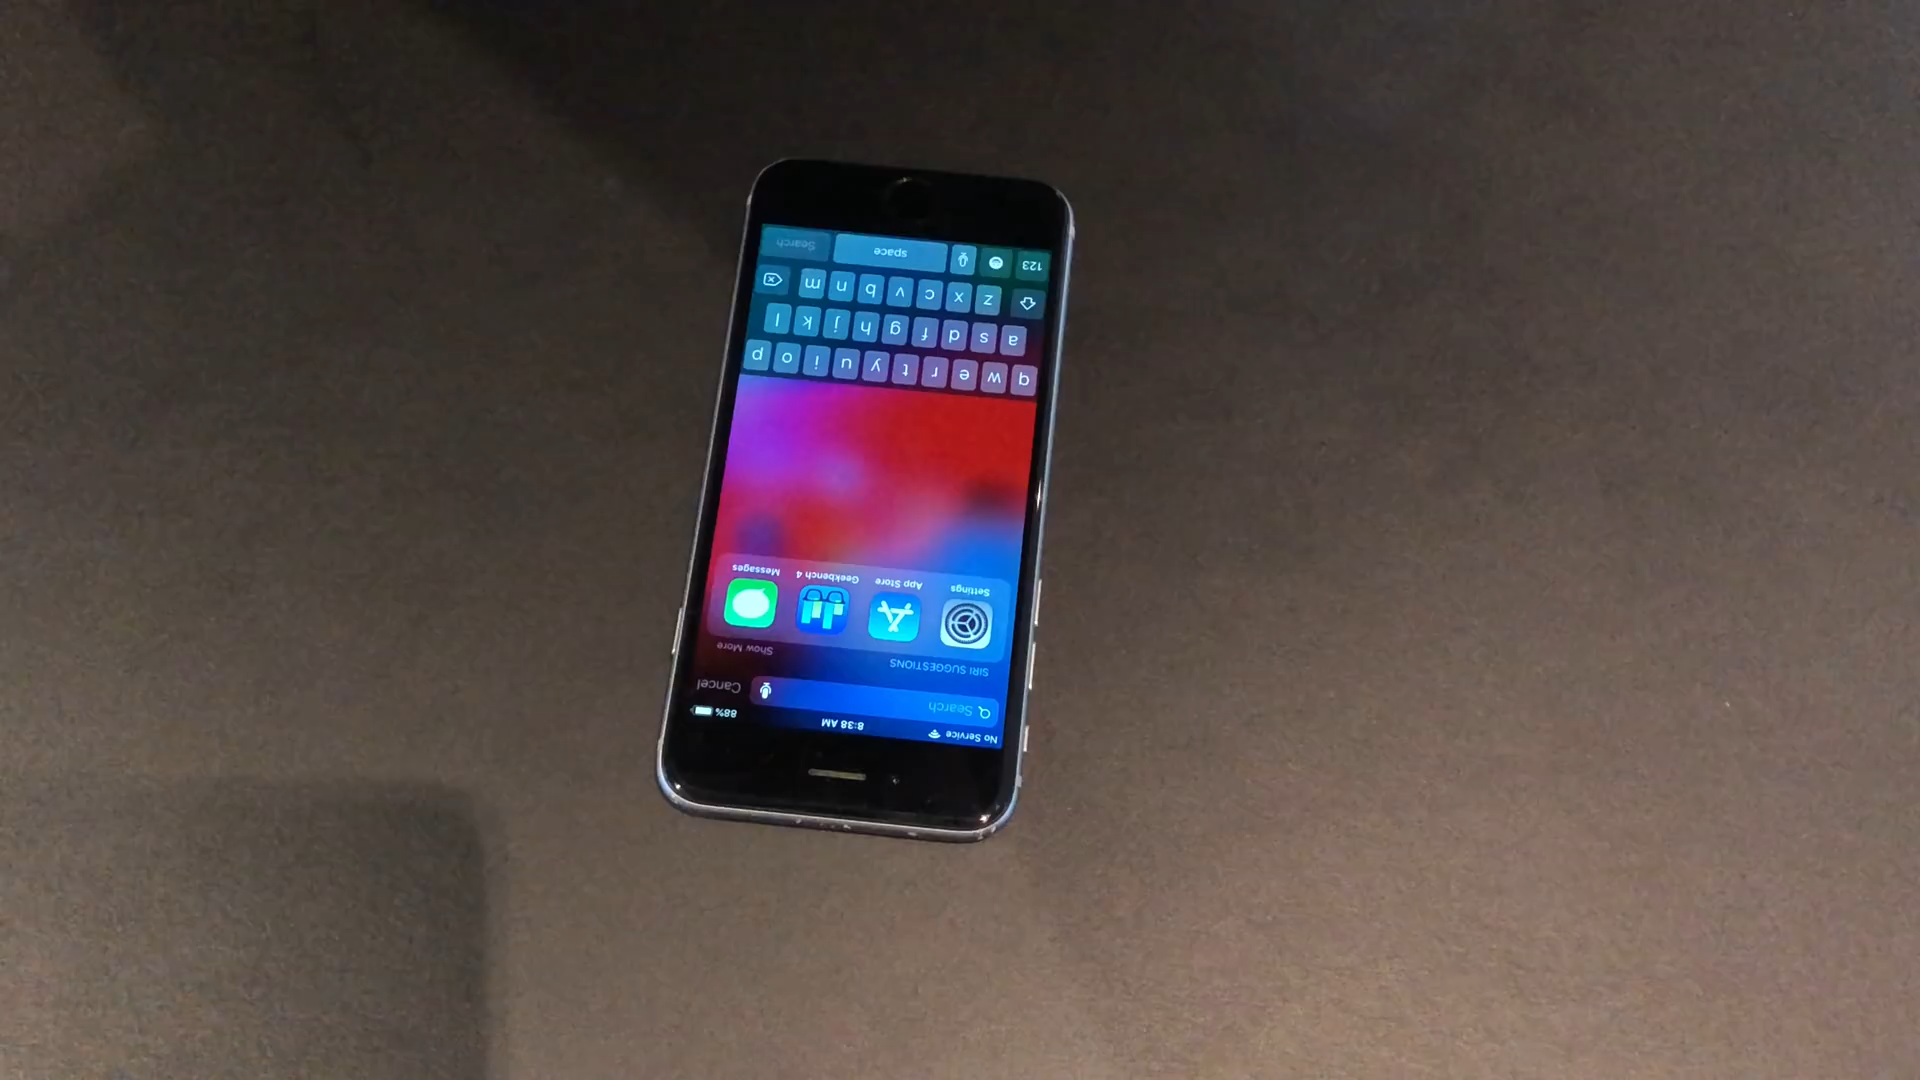 No Service 8:38 AM 88%
Search Cancel
SIRI SUGGESTIONS Show More
Settings App Store Geekbench 4 Messages
q w e r t y u i o p
a s d f g h j k l
z x c v b n m
123 space Search